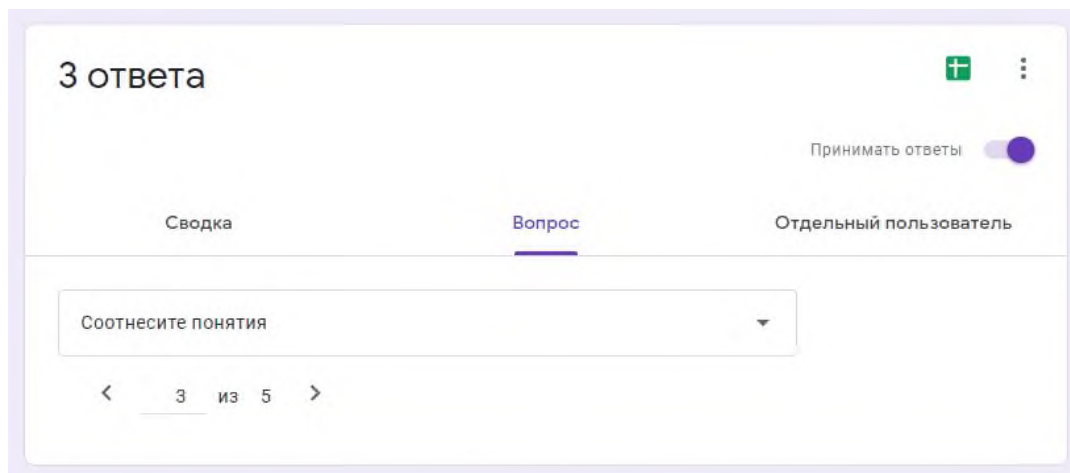 3 ответа
Принимать ответы
Сводка Вопрос Отдельный пользователь
Соотнесите понятия
3 из 5